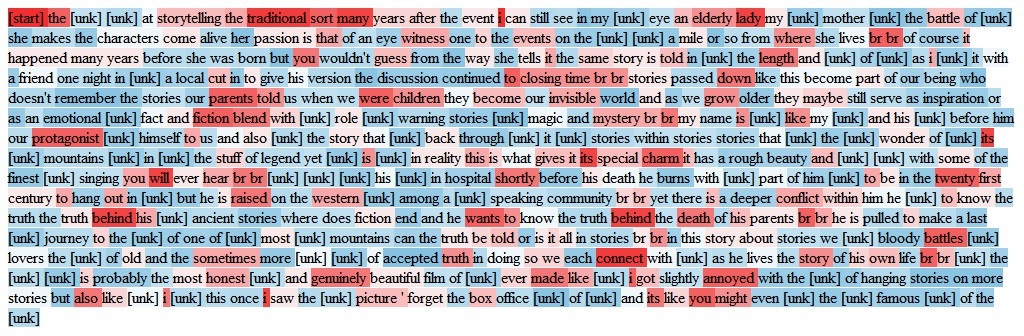 [start] the [unk] [unk] at storytelling the traditional sort many years after the event i can still see in my [unk] eye an elderly lady my [unk] mother [unk] the battle of [unk]
she makes the characters come alive her passion is that of an eye witness one to the events on the [unk] [unk] a mile or so from where she lives br br of course it
happened many years before she was born but you wouldn't guess from the way she tells it the same story is told in [unk] the length and [unk] of [unk] as i [unk] it with
a friend one night in [unk] a local cut in to give his version the discussion continued to closing time br br stories passed down like this become part of our being who
doesn't remember the stories our parents told us when we were children they become our invisible world and as we grow older they maybe still serve as inspiration or
as an emotional [unk] fact and fiction blend with [unk] role [unk] warning stories [unk] magic and mystery br br my name is [unk] like my [unk] and his [unk] before him
our protagonist [unk] himself to us and also [unk] the story that [unk] back through [unk] it [unk] stories within stories stories that [unk] the [unk] wonder of [unk] its
[unk] mountains [unk] in [unk] the stuff of legend yet [unk] is [unk] in reality this is what gives it its special charm it has a rough beauty and [unk] [unk] with some of the
finest [unk] singing you will ever hear br br [unk] [unk] [unk] his [unk] in hospital shortly before his death he burns with [unk] part of him [unk] to be in the twenty first
century to hang out in [unk] but he is raised on the western [unk] among a [unk] speaking community br br yet there is a deeper conflict within him he [unk] to know the
truth the truth behind his [unk] ancient stories where does fiction end and he wants to know the truth behind the death of his parents br br he is pulled to make a last
[unk] journey to the [unk] of one of [unk] most [unk] mountains can the truth be told or is it all in stories br br in this story about stories we [unk] bloody battles [unk]
lovers the [unk] of old and the sometimes more [unk] [unk] of accepted truth in doing so we each connect with [unk] as he lives the story of his own life br br [unk] the
[unk] [unk] is probably the most honest [unk] and genuinely beautiful film of [unk] ever made like [unk] i got slightly annoyed with the [unk] of hanging stories on more
stories but also like [unk] i [unk] this once i saw the [unk] picture ' forget the box office [unk] of [unk] and its like you might even [unk] the [unk] famous [unk] of the
[unk]